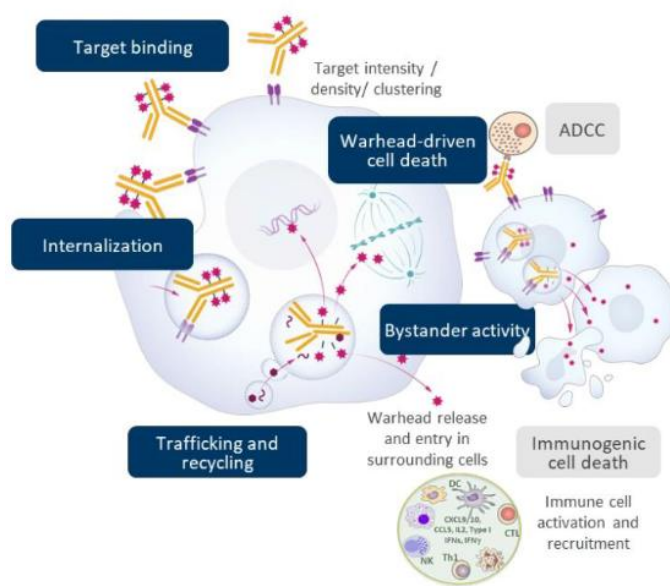 Target binding
Target intensity /
density/ clustering
Warhead-driven
cell death
ADCC
Internalization
Bystander activity
Trafficking and
recycling
Warhead release
and entry in
surrounding cells
Immunogenic
cell death
Immune cell
activation and
recruitment
DC
CXCL9/10,
CCL5, IL2, Type I
IFNs, IFNγ
CTL
NK
Th1